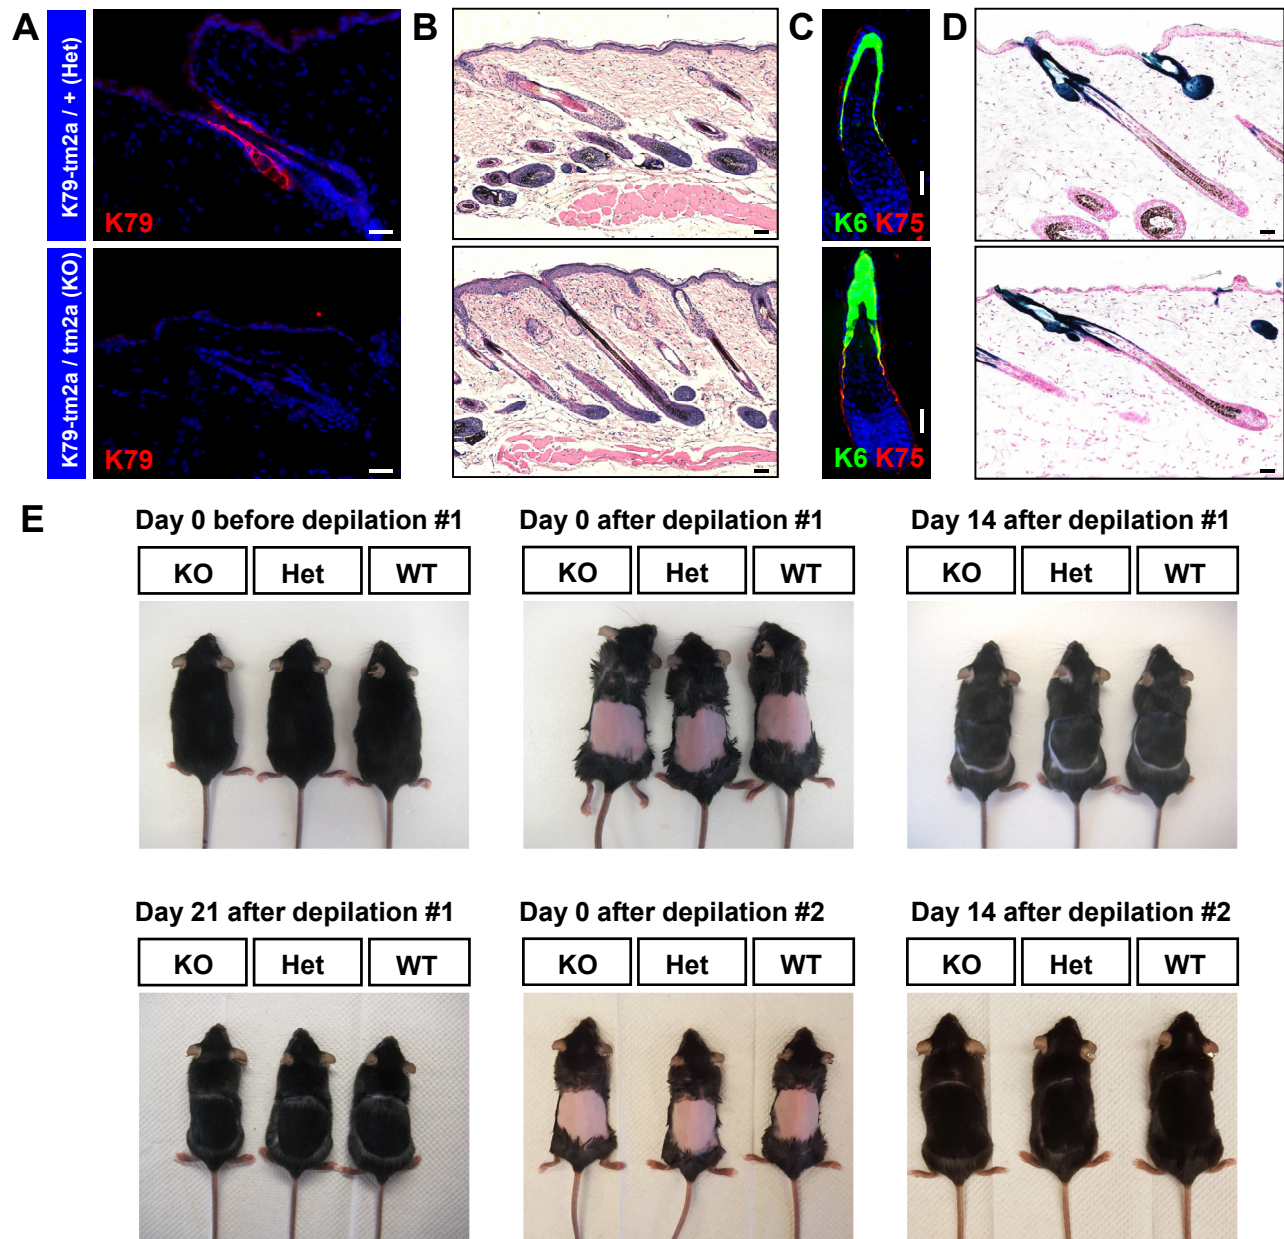 A
B
C
D
K79-tm2a / + (Het)
K79
K6 K75
K79-tm2a / tm2a (KO)
K79
K6 K75
E
Day 0 before depilation #1
Day 0 after depilation #1
Day 14 after depilation #1
KO Het WT
KO Het WT
KO Het WT
Day 21 after depilation #1
Day 0 after depilation #2
Day 14 after depilation #2
KO Het WT
KO Het WT
KO Het WT